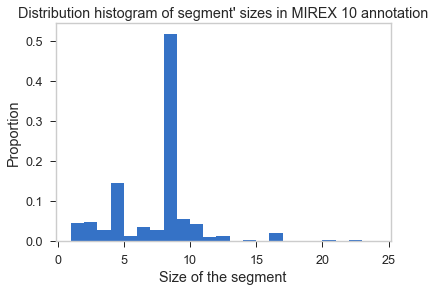 Distribution histogram of segment' sizes in MIREX 10 annotation
0.5
0.4
0.3
0.2
0.1
0.0
Proportion
0 5 10 15 20 25
Size of the segment